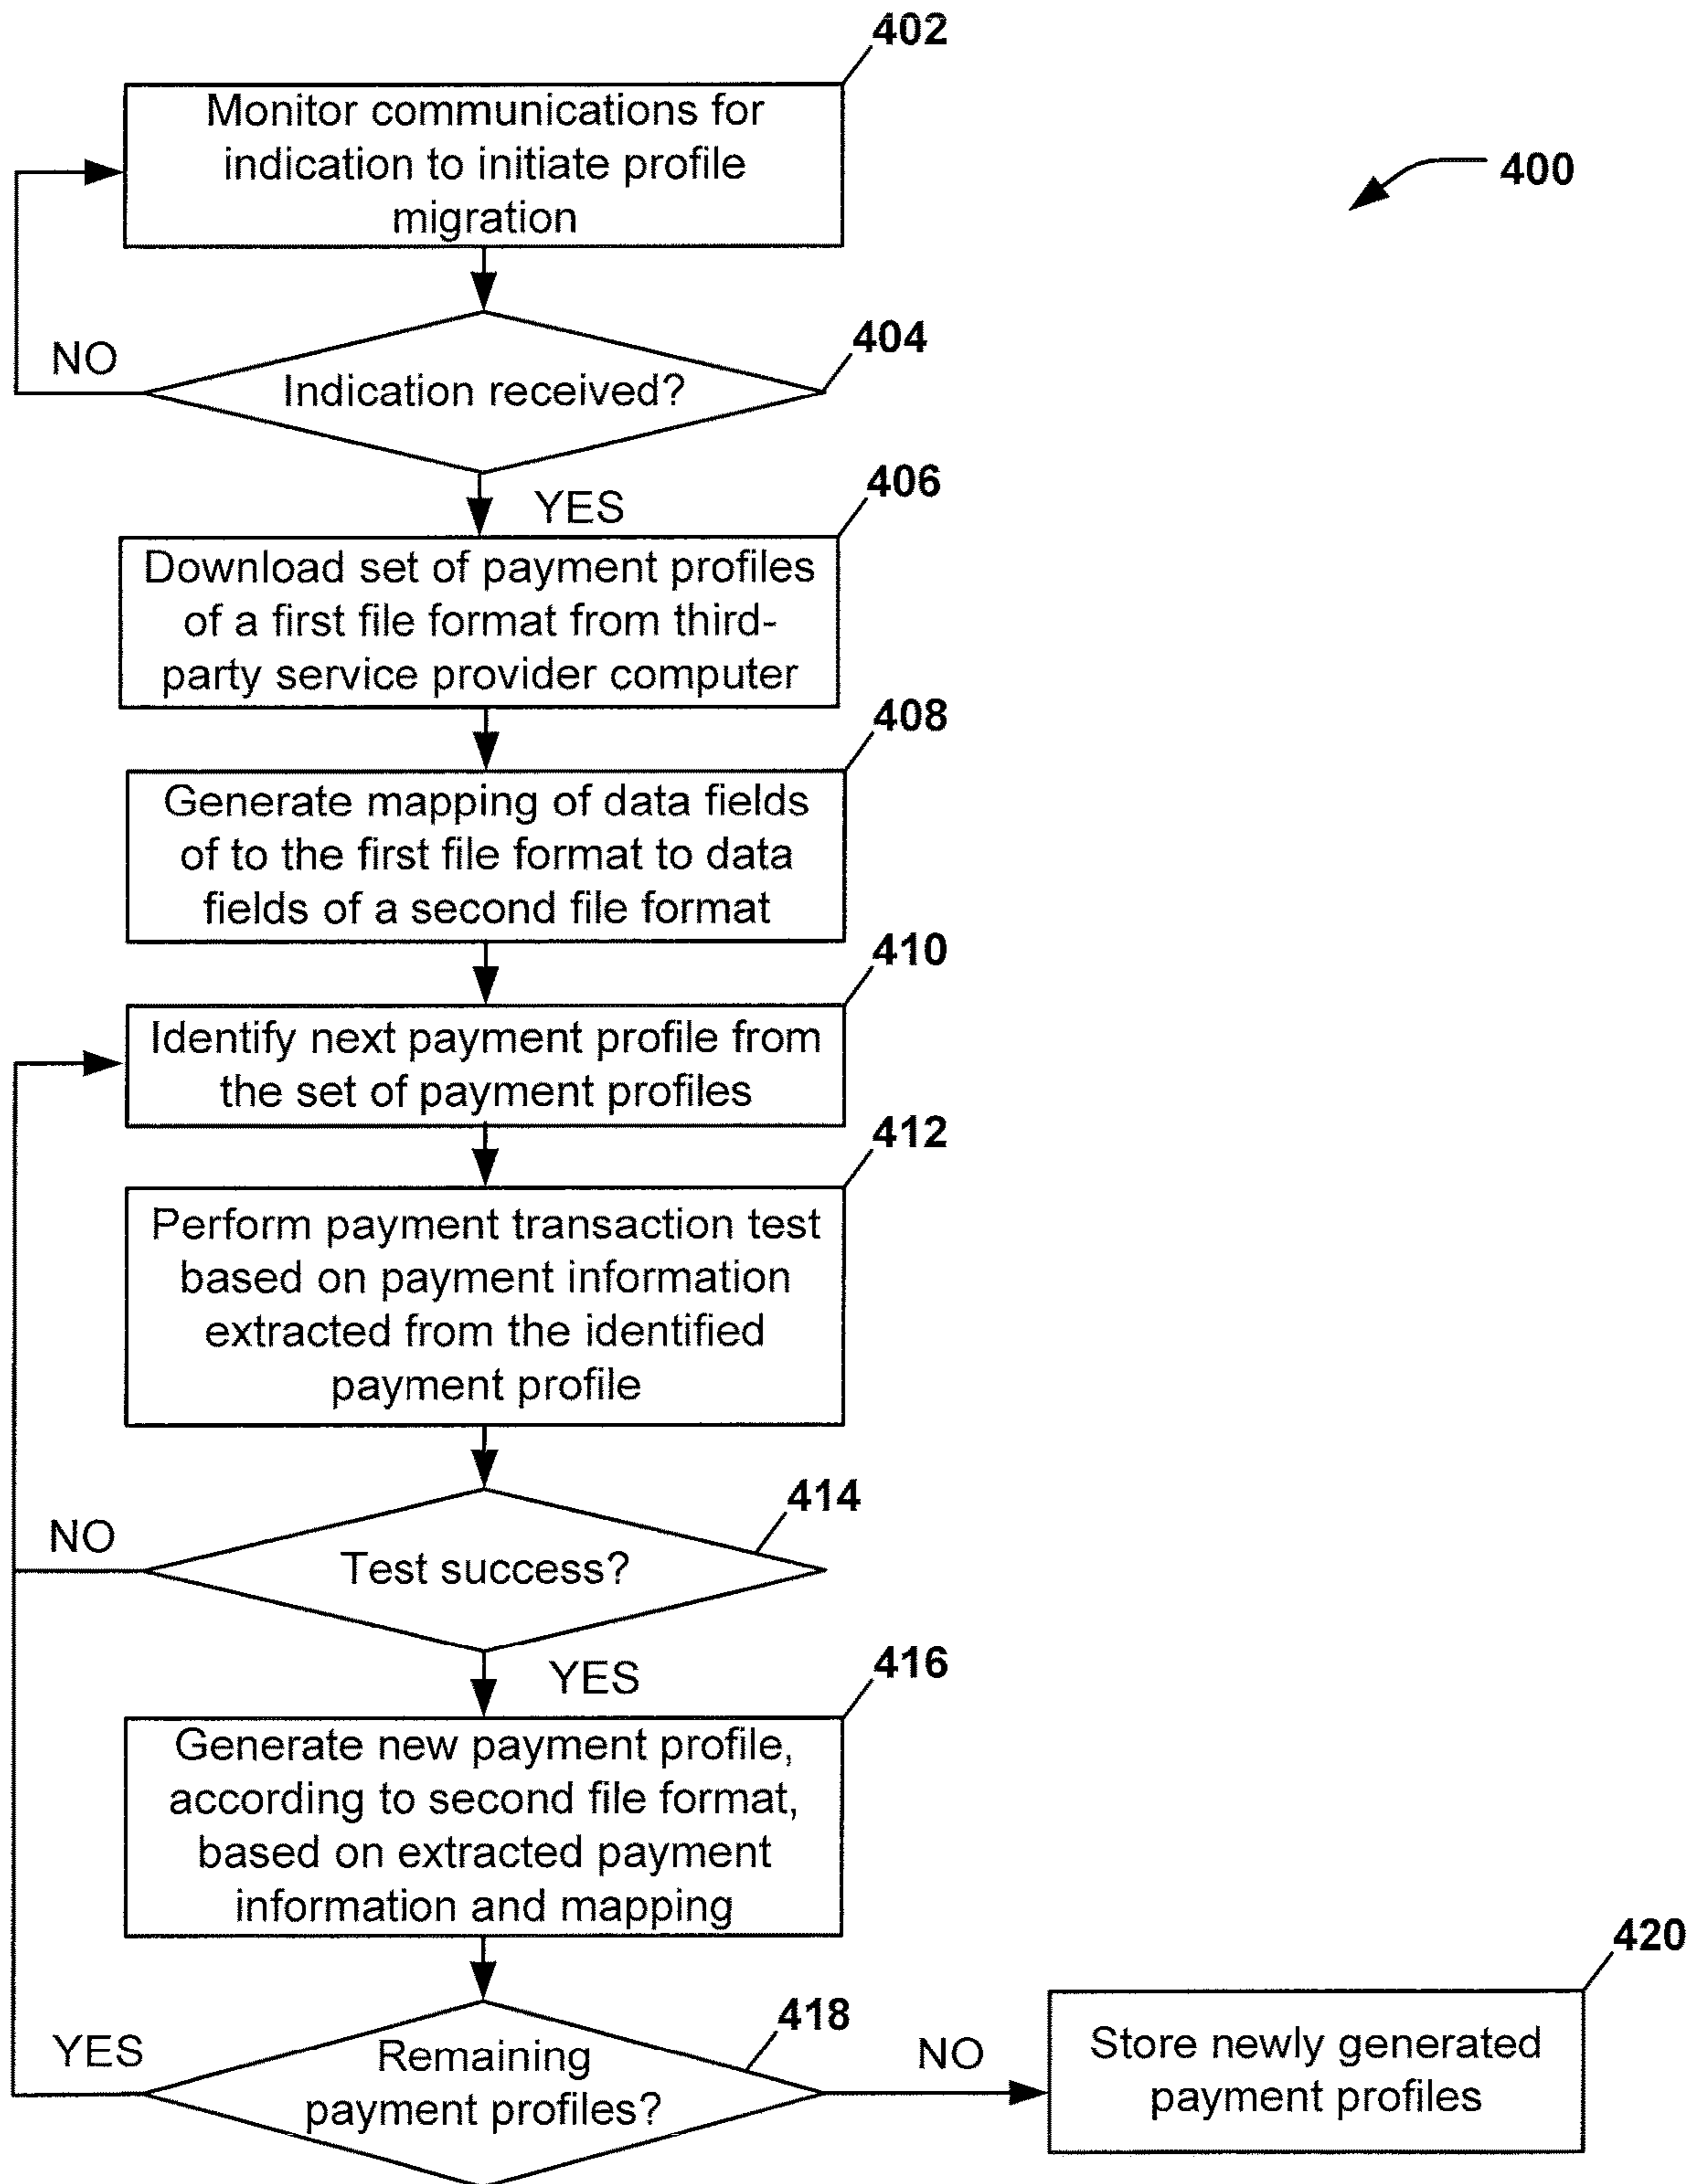 402
Monitor communications for
indication to initiate profile
migration
400
404
NO
Indication received?
406
YES
Download set of payment profiles
of a first file format from third-
party service provider computer
408
Generate mapping of data fields
of to the first file format to data
fields of a second file format
410
Identify next payment profile from
the set of payment profiles
412
Perform payment transaction test
based on payment information
extracted from the identified
payment profile
414
NO
Test success?
416
YES
Generate new payment profile,
according to second file format,
based on extracted payment
information and mapping
420
418
YES
Remaining
payment profiles?
NO
Store newly generated
payment profiles